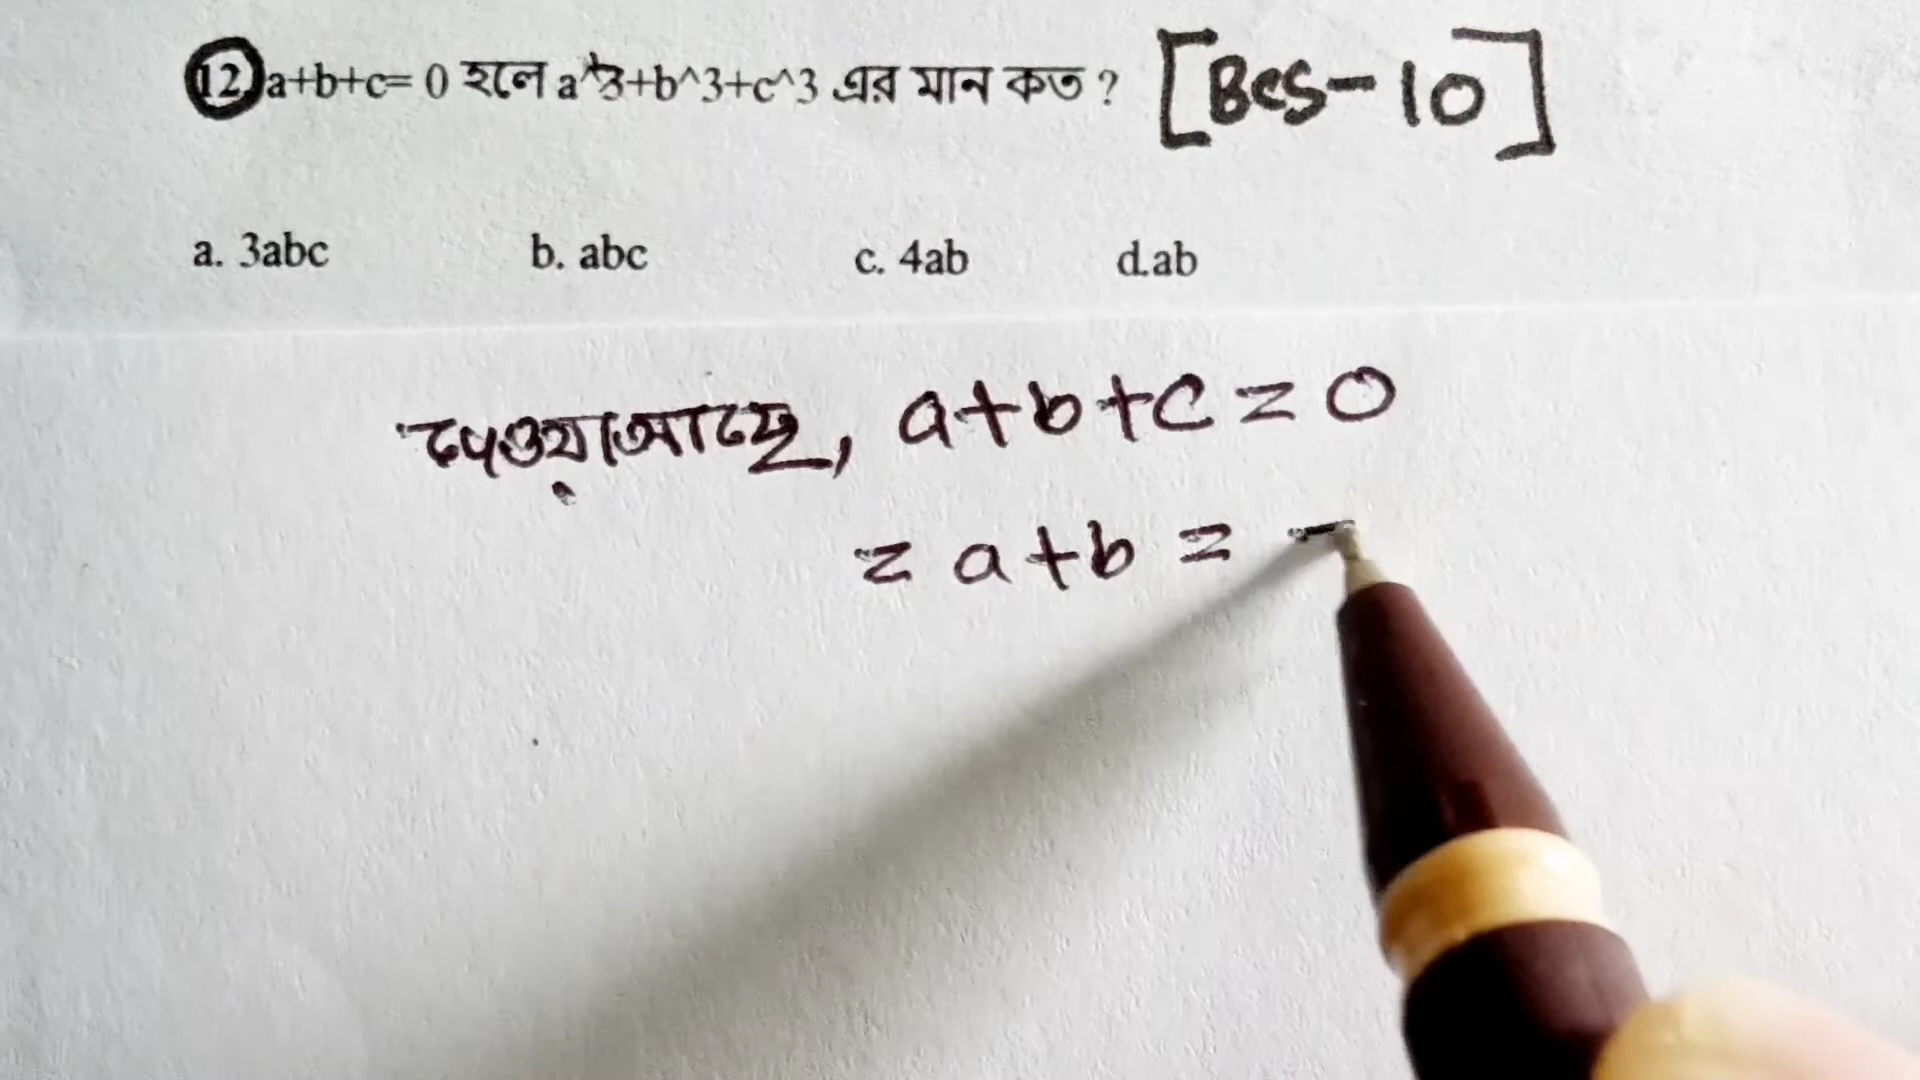 12. a+b+c= 0 হলে a^3+b^3+c^3 এর মান কত ? [BCS-10]
a. 3abc b. abc c. 4ab d.ab
দেওয়া আছে, a+b+c = 0
= a+b = -